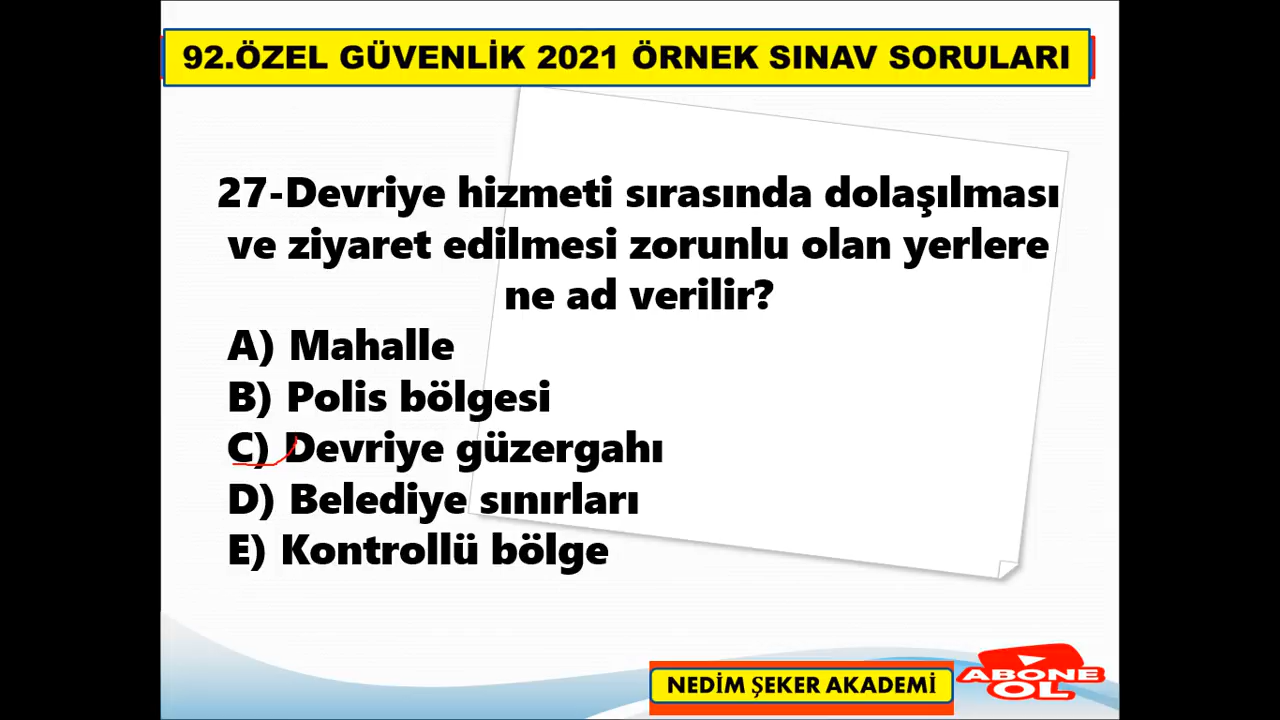 92.ÖZEL GÜVENLİK 2021 ÖRNEK SINAV SORULARI
27-Devriye hizmeti sırasında dolaşılması
ve ziyaret edilmesi zorunlu olan yerlere
ne ad verilir?
A) Mahalle
B) Polis bölgesi
C) Devriye güzergahı
D) Belediye sınırları
E) Kontrollü bölge
NEDİM ŞEKER AKADEMİ
ABONE
OL